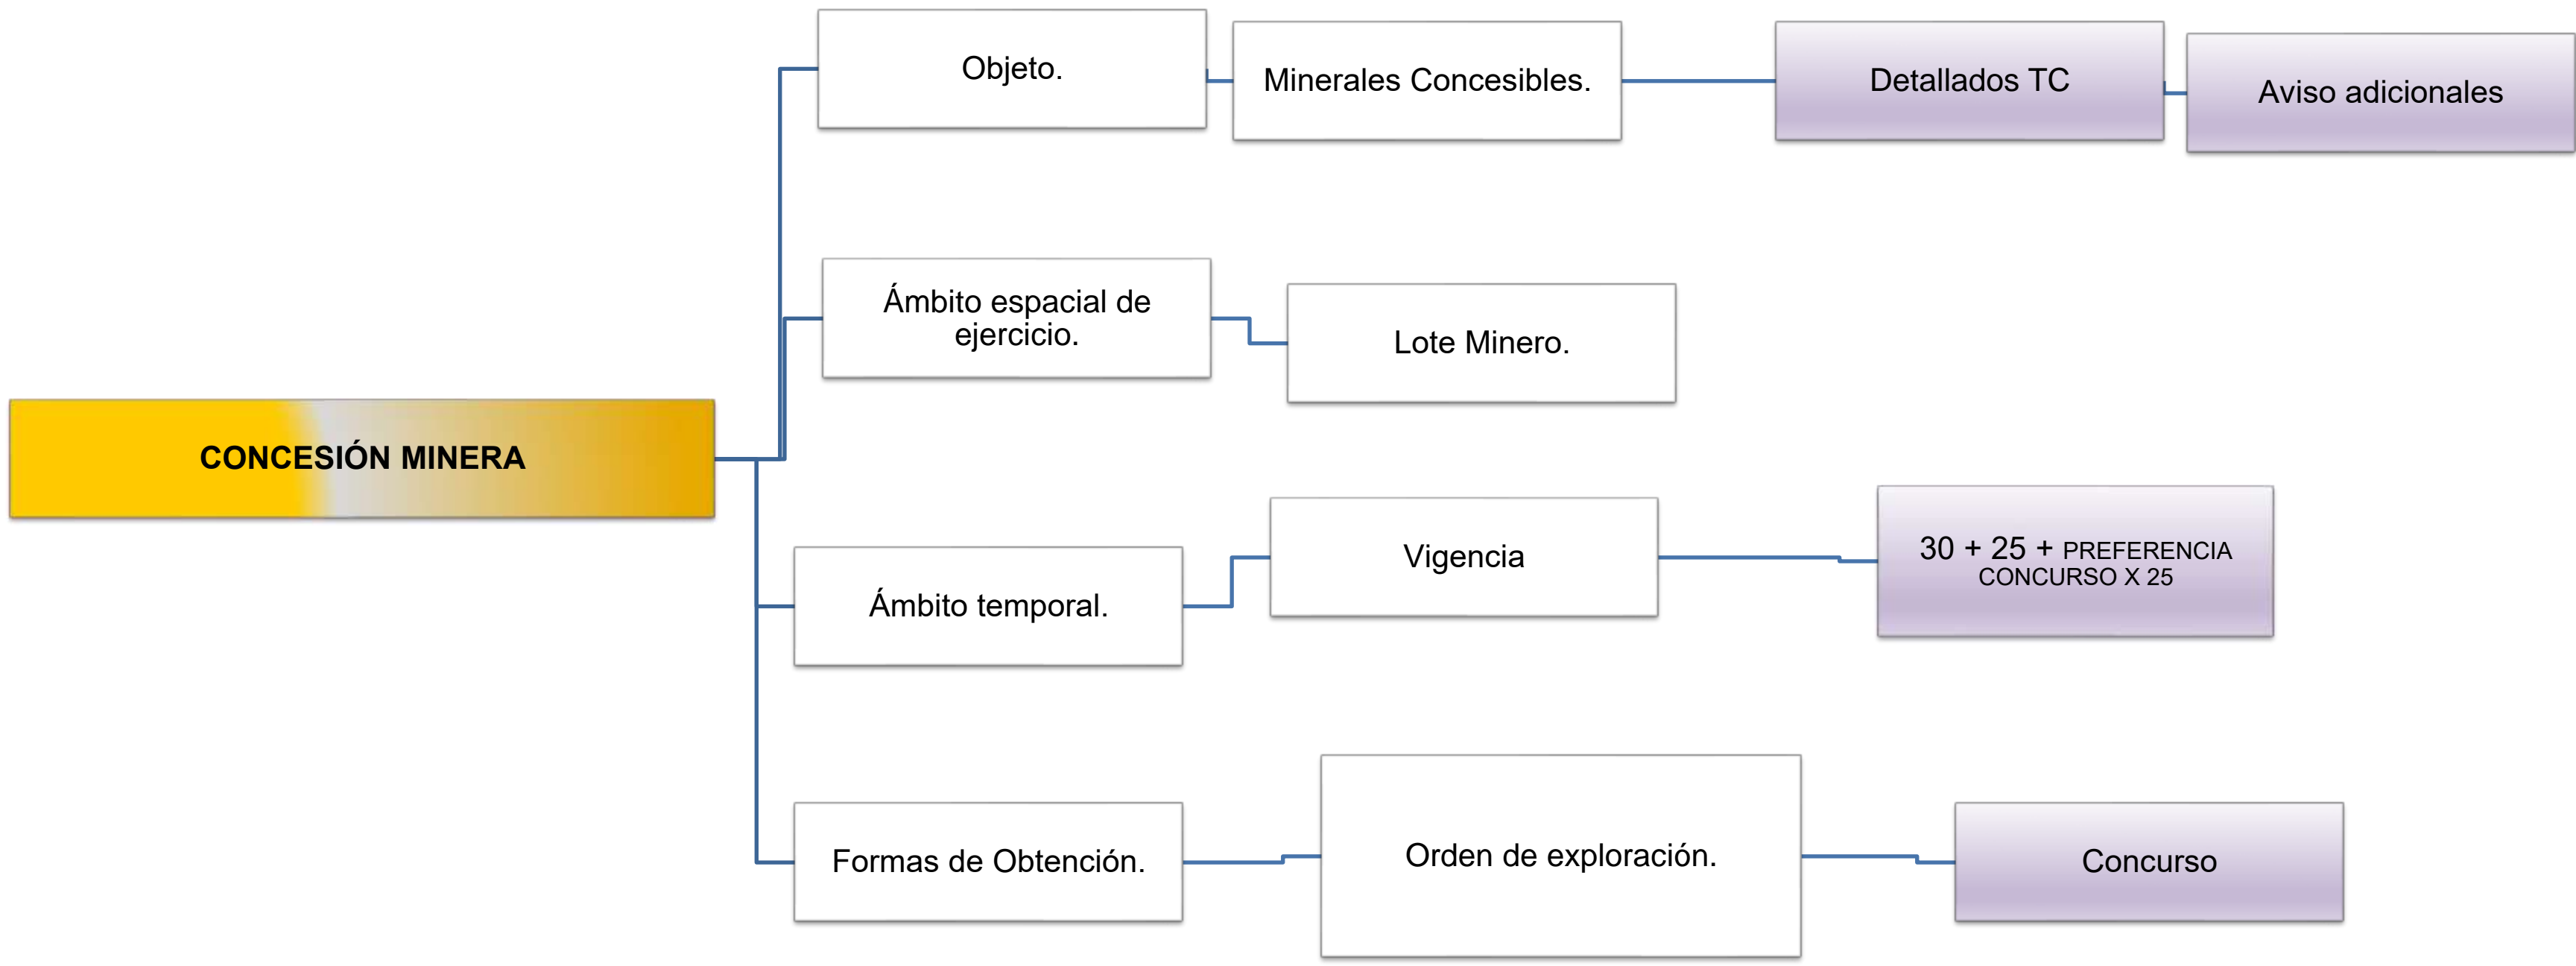 Objeto.
Minerales Concesibles.
Detallados TC
Aviso adicionales
Ámbito espacial de
ejercicio.
Lote Minero.
CONCESIÓN MINERA
Ámbito temporal.
Vigencia
30 + 25 + PREFERENCIA
CONCURSO X 25
Formas de Obtención.
Orden de exploración.
Concurso